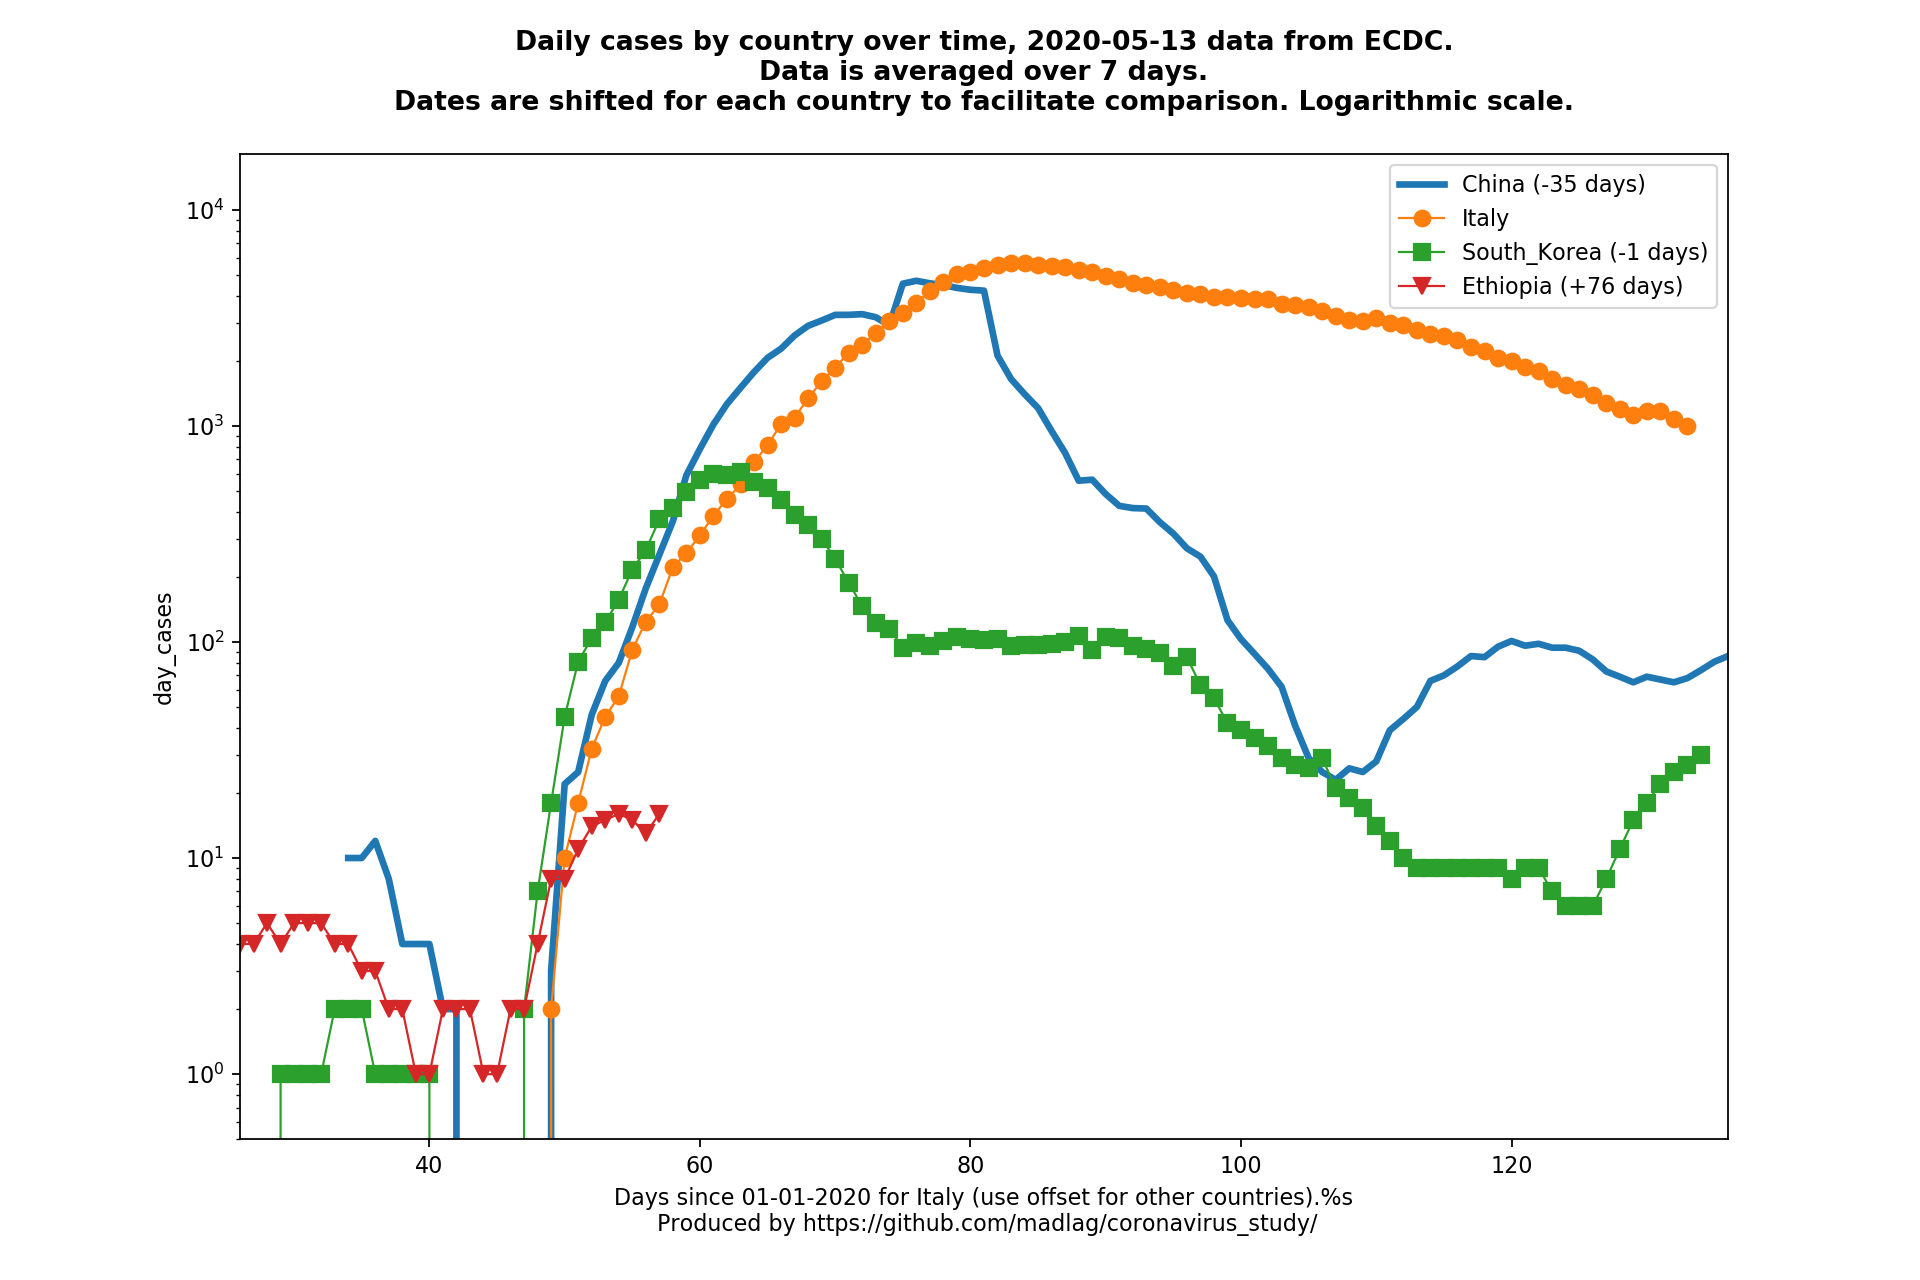 Daily cases by country over time, 2020-05-13 data from ECDC.
Data is averaged over 7 days.
Dates are shifted for each country to facilitate comparison. Logarithmic scale.
China (-35 days)
Italy
South_Korea (-1 days)
Ethiopia (+76 days)
day_cases
10⁴
10³
10²
10¹
10⁰
40 60 80 100 120
Days since 01-01-2020 for Italy (use offset for other countries).%s
Produced by https://github.com/madlag/coronavirus_study/